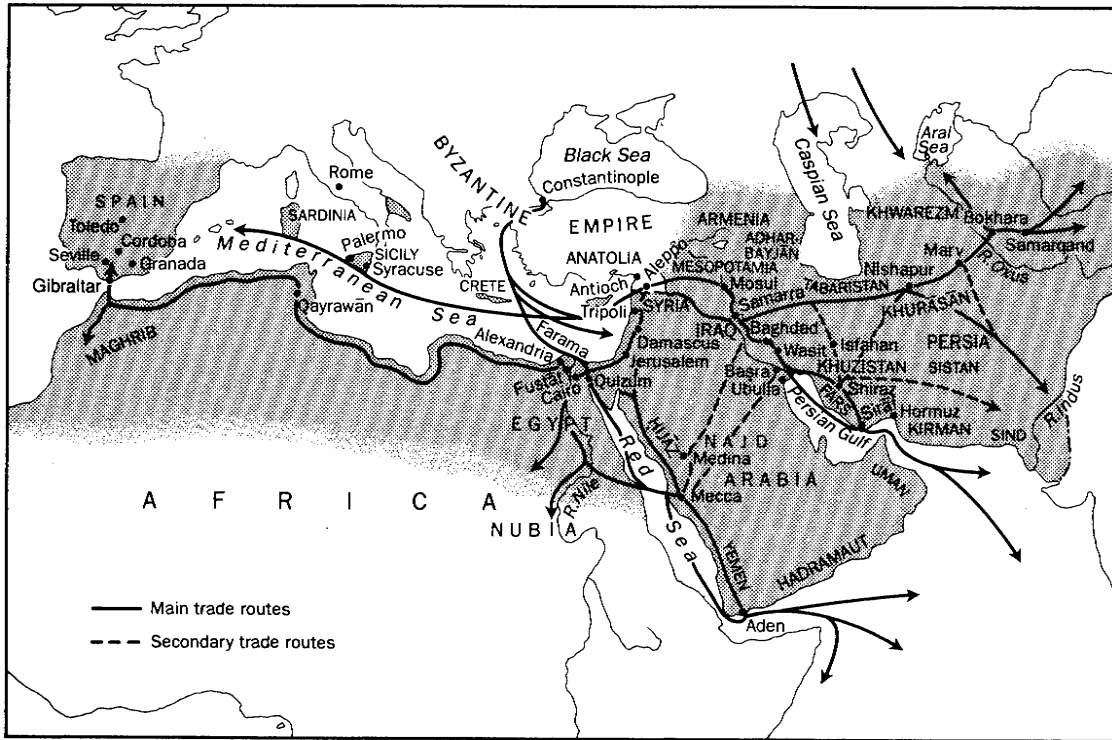 Aral
Sea
Caspian Sea
Black Sea
Constantinople
BYZANTINE
EMPIRE
Rome
SPAIN
Toledo
Cordoba
Seville
Granada
Gibraltar
SARDINIA
Palermo
SICILY
Syracuse
Mediterranean Sea
CRETE
ANATOLIA
Antioch
Aleppo
ARMENIA
ADHAR-
BAYJAN
MESOPOTAMIA
Mosul
Samarra
TABARISTAN
Nishapur
KHWAREZM
Bokhara
Samarqand
Marv
R. Oxus
KHURASĀN
PERSIA
SISTAN
Tripoli
SYRIA
IRAQ
Baghdad
Wasit
Isfahan
KHUZISTAN
Shiraz
FARS
Siraf
Hormuz
KIRMAN
SIND
R. Indus
Qayrawān
MAGHRIB
Alexandria
Farama
Damascus
Jerusalem
Fustat
Cairo
Qulzum
Basra
Ubulla
Persian Gulf
EGYPT
HIJAZ
NAJD
Medina
ARABIA
Mecca
UMAN
Red Sea
R. Nile
AFRICA
NUBIA
YEMEN
HADRAMAUT
Aden
Main trade routes
Secondary trade routes